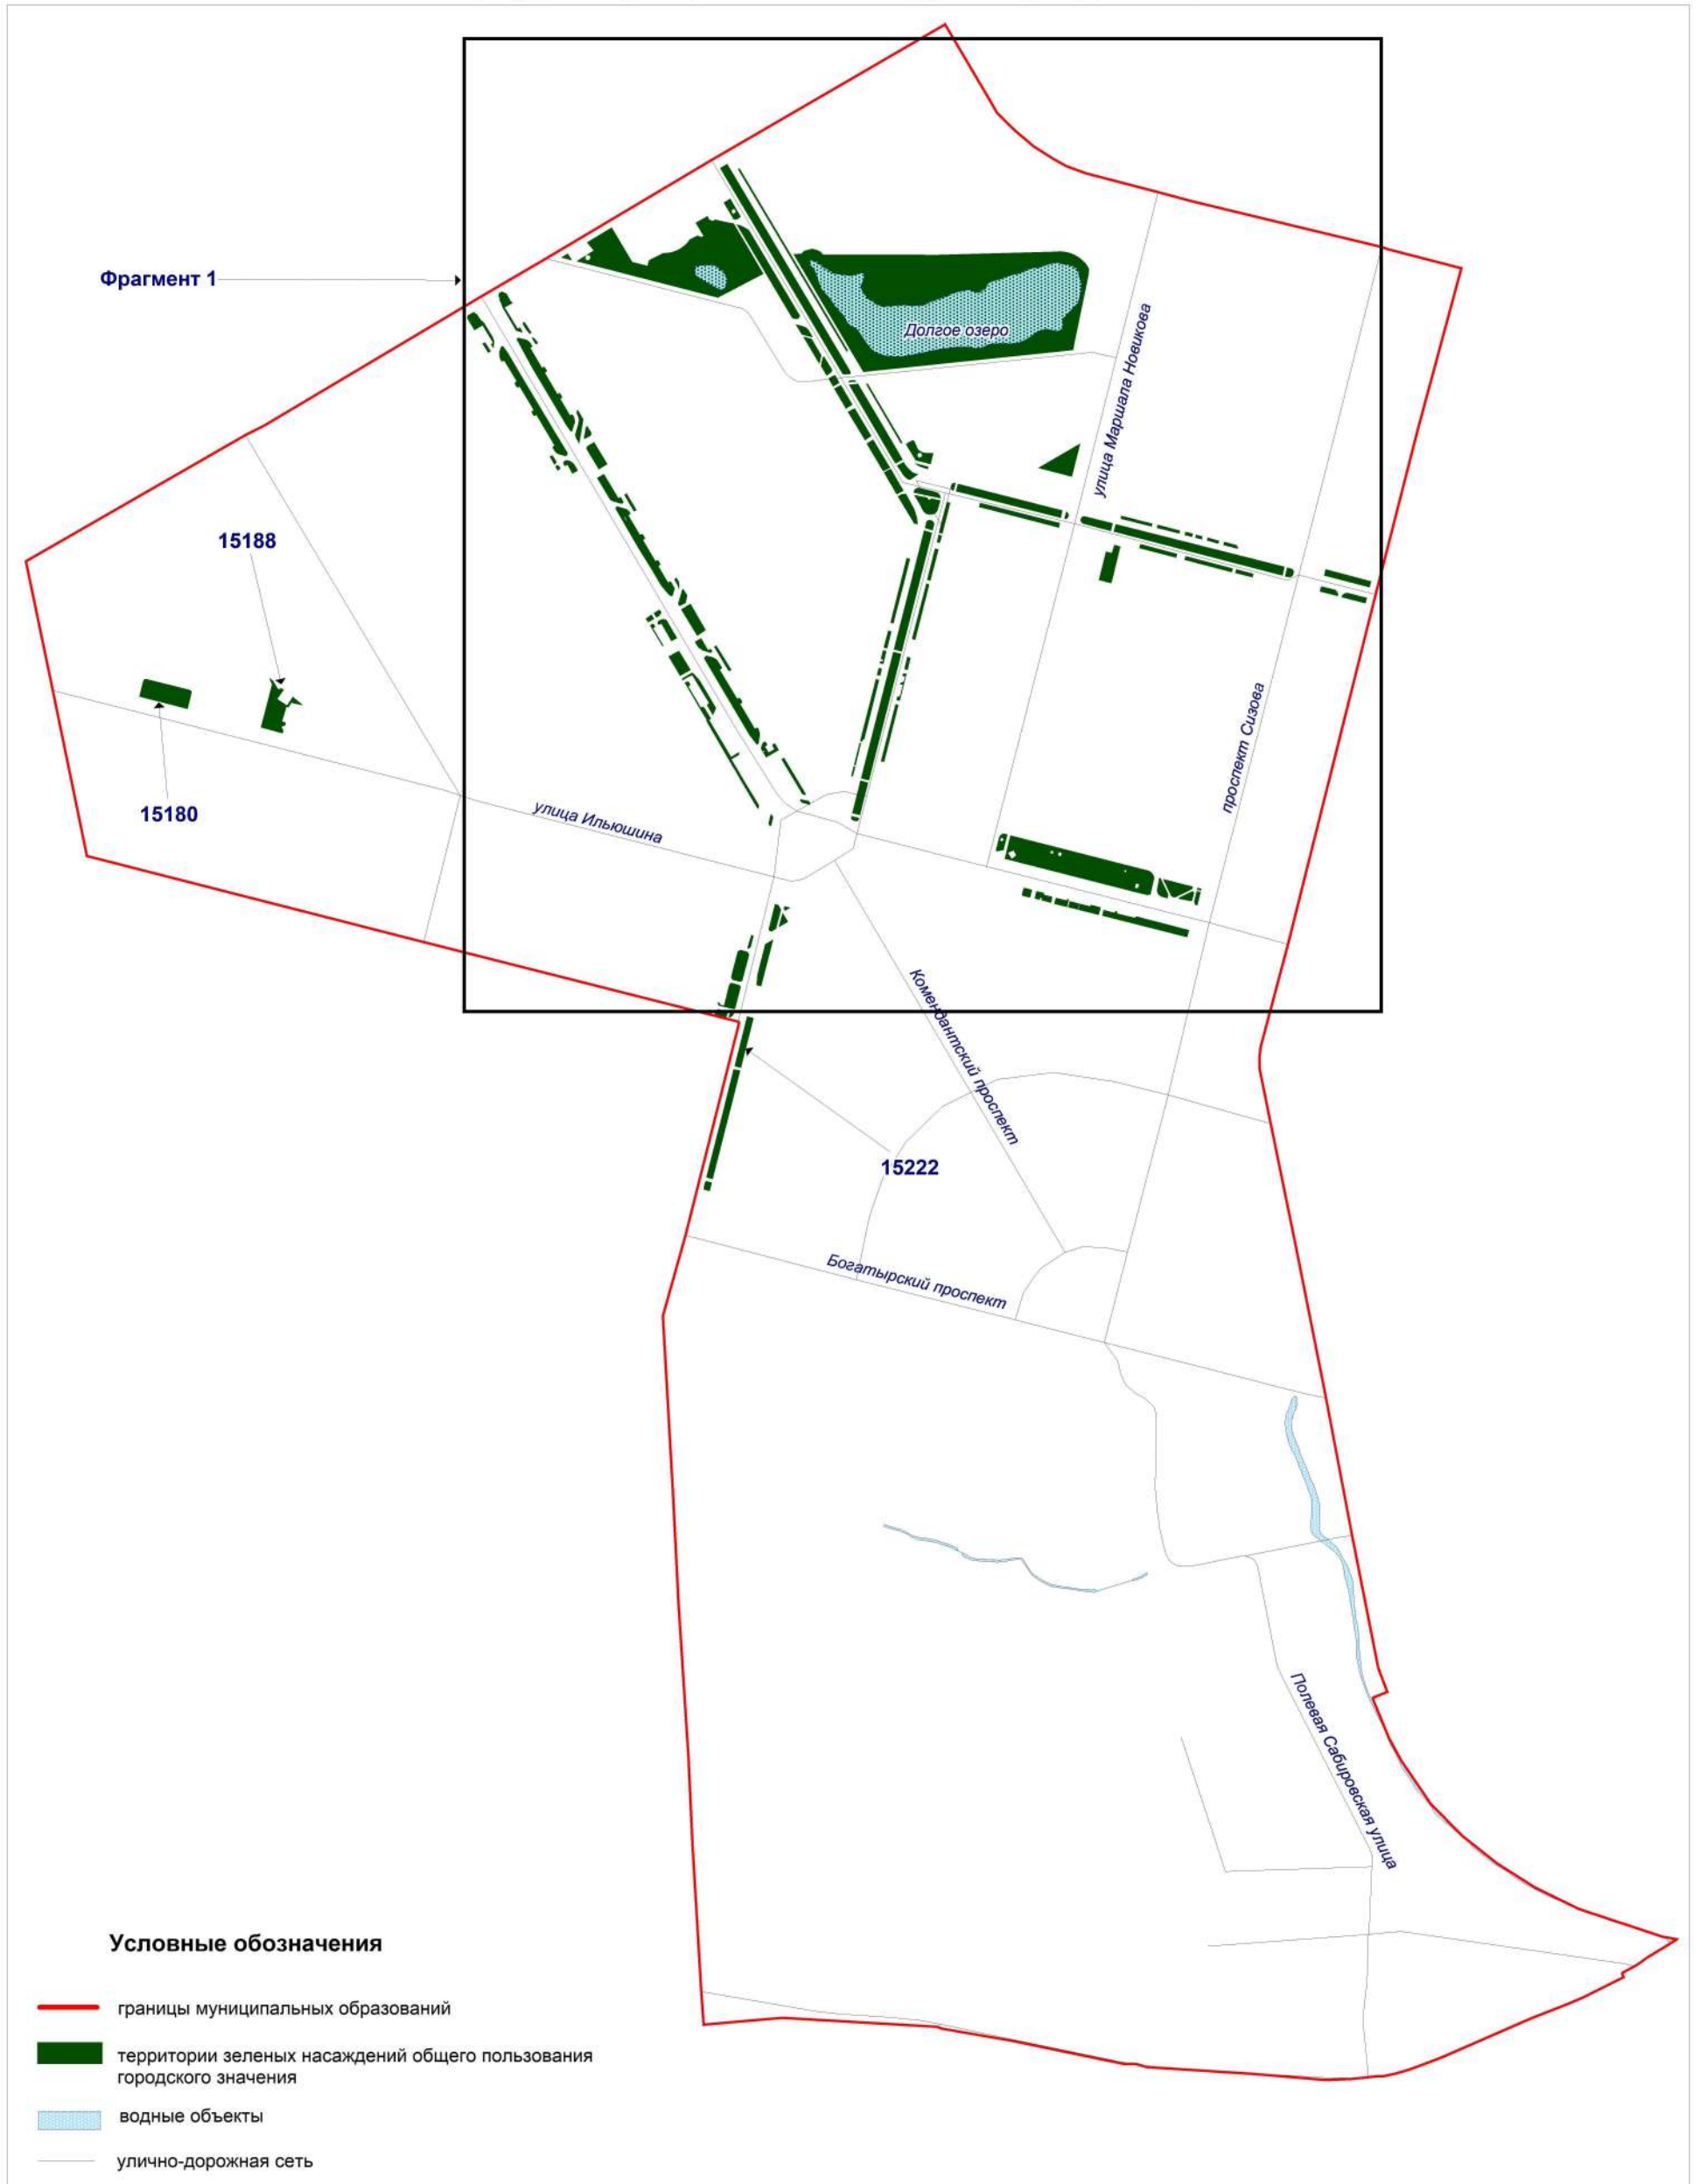 Фрагмент 1
Долгое озеро
улица Маршала Новикова
15188
проспект Сизова
15180
улица Ильюшина
Комендантский проспект
15222
Богатырский проспект
Полевая Сабировская улица
Условные обозначения
границы муниципальных образований
территории зеленых насаждений общего пользования
городского значения
водные объекты
улично-дорожная сеть